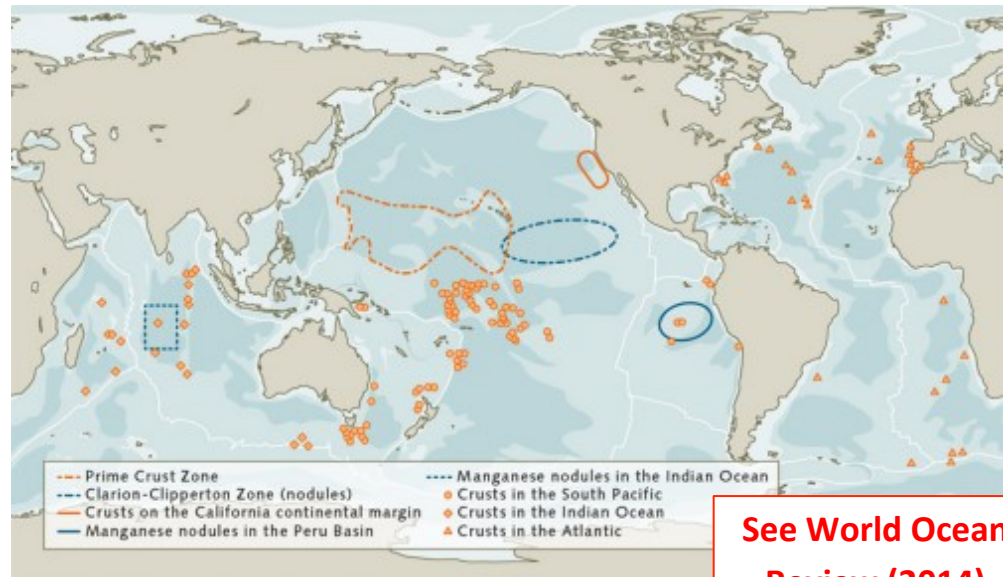 Prime Crust Zone
Clarion-Clipperton Zone (nodules)
Crusts on the California continental margin
Manganese nodules in the Peru Basin
Manganese nodules in the Indian Ocean
Crusts in the South Pacific
Crusts in the Indian Ocean
Crusts in the Atlantic
See World Ocean
Review (2014)